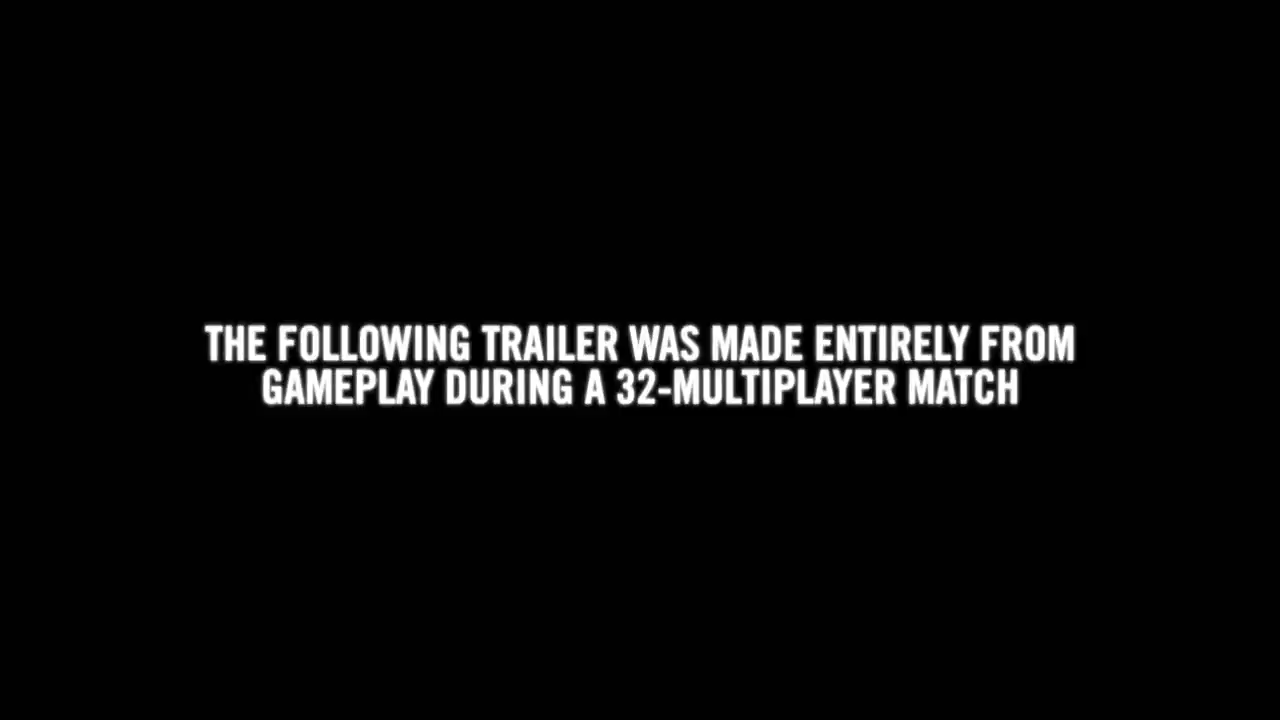 THE FOLLOWING TRAILER WAS MADE ENTIRELY FROM
GAMEPLAY DURING A 32-MULTIPLAYER MATCH